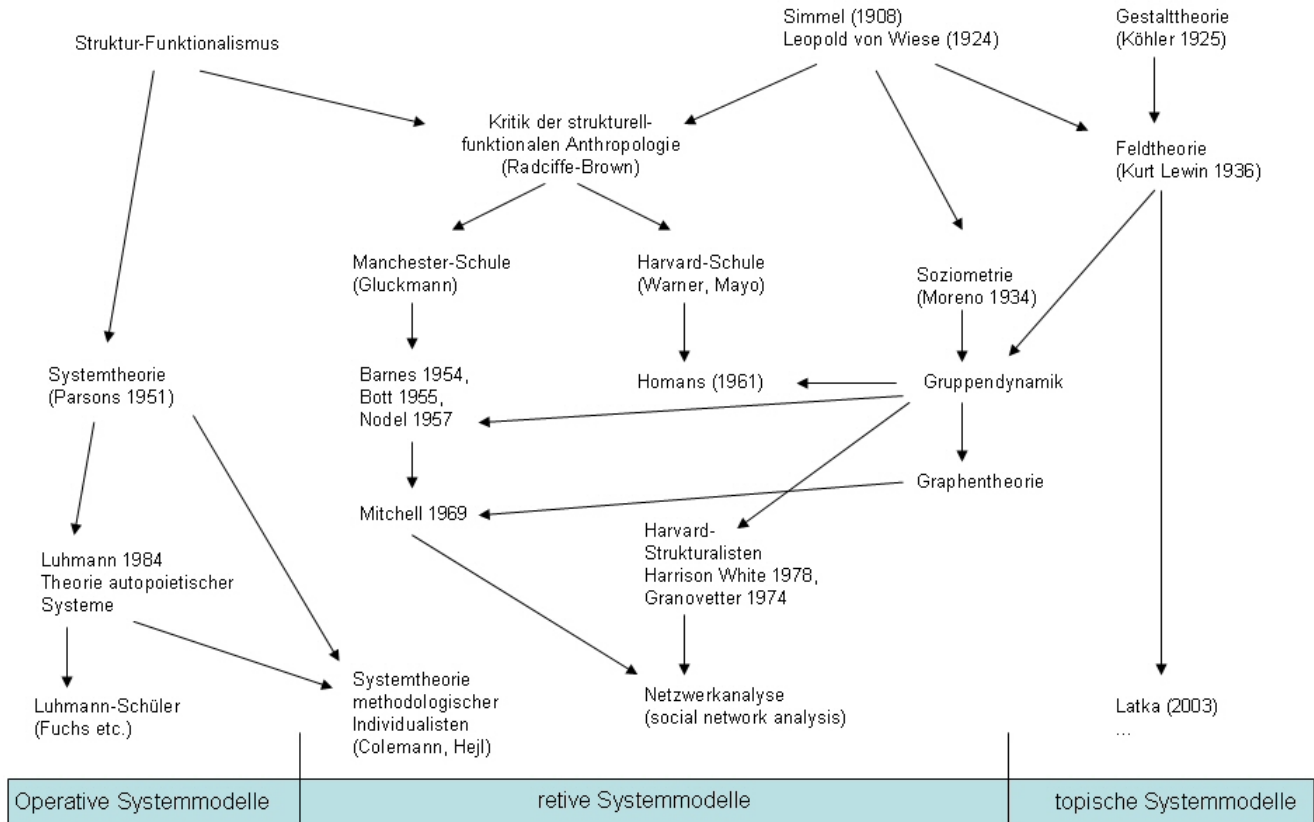 Struktur-Funktionalismus
Simmel (1908)
Leopold von Wiese (1924)
Gestalttheorie
(Köhler 1925)
Kritik der strukturell-
funktionalen Anthropologie
(Radciffe-Brown)
Feldtheorie
(Kurt Lewin 1936)
Manchester-Schule
(Gluckmann)
Harvard-Schule
(Warner, Mayo)
Soziometrie
(Moreno 1934)
Systemtheorie
(Parsons 1951)
Barnes 1954,
Bott 1955,
Nodel 1957
Homans (1961)
Gruppendynamik
Graphentheorie
Mitchell 1969
Harvard-
Strukturalisten
Harrison White 1978,
Granovetter 1974
Luhmann 1984
Theorie autopoietischer
Systeme
Luhmann-Schüler
(Fuchs etc.)
Systemtheorie
methodologischer
Individualisten
(Colemann, Hejl)
Netzwerkanalyse
(social network analysis)
Latka (2003)
...
Operative Systemmodelle
retive Systemmodelle
topische Systemmodelle